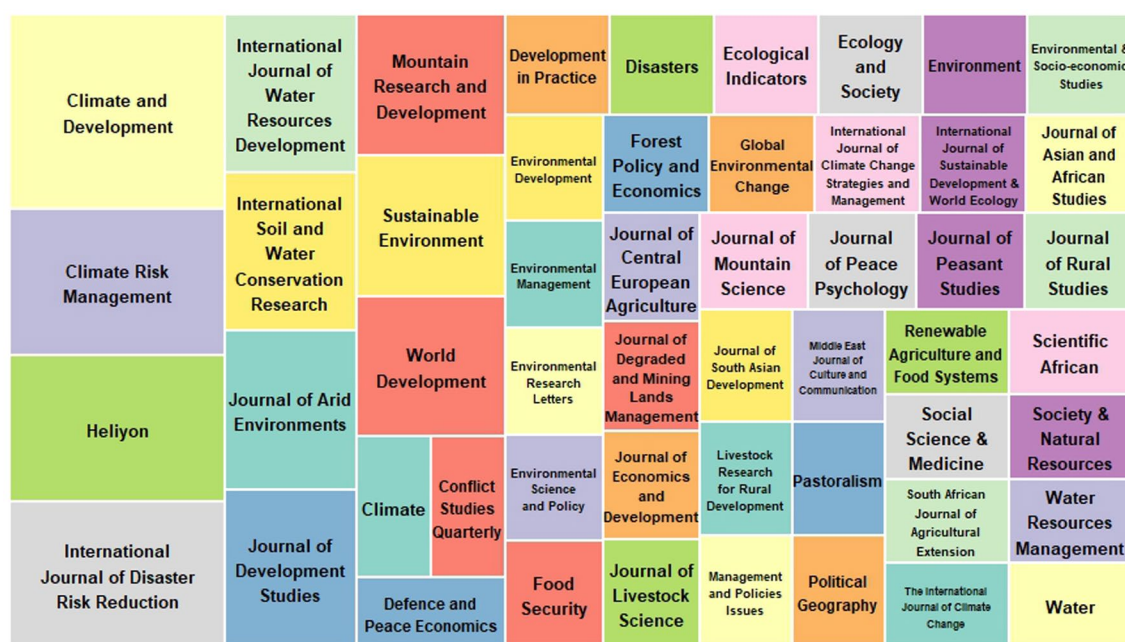 Climate and
Development
Climate Risk
Management
Heliyon
International
Journal of Disaster
Risk Reduction
International
Journal of
Water
Resources
Development
International
Soil and
Water
Conservation
Research
Journal of Arid
Environments
Journal of
Development
Studies
Mountain
Research and
Development
Sustainable
Environment
World
Development
Climate
Conflict
Studies
Quarterly
Defence and
Peace Economics
Development
in Practice
Disasters
Ecological
Indicators
Ecology
and
Society
Environment
Environmental &
Socio-economic
Studies
Environmental
Development
Environmental
Management
Environmental
Research
Letters
Environmental
Science
and Policy
Food
Security
Forest
Policy and
Economics
Global
Environmental
Change
International
Journal of
Climate Change
Strategies and
Management
International
Journal of
Sustainable
Development &
World Ecology
Journal of
Asian and
African
Studies
Journal of
Central
European
Agriculture
Journal of
Degraded
and Mining
Lands
Management
Journal of
Economics
and
Development
Journal of
Livestock
Science
Journal of
Mountain
Science
Journal
of Peace
Psychology
Journal of
Peasant
Studies
Journal
of Rural
Studies
Journal of
South Asian
Development
Livestock
Research
for Rural
Development
Management
and Policies
Issues
Middle East
Journal of
Culture and
Communication
Pastoralism
Political
Geography
Renewable
Agriculture and
Food Systems
Social
Science &
Medicine
South African
Journal of
Agricultural
Extension
The International
Journal of Climate
Change
Scientific
African
Society &
Natural
Resources
Water
Resources
Management
Water